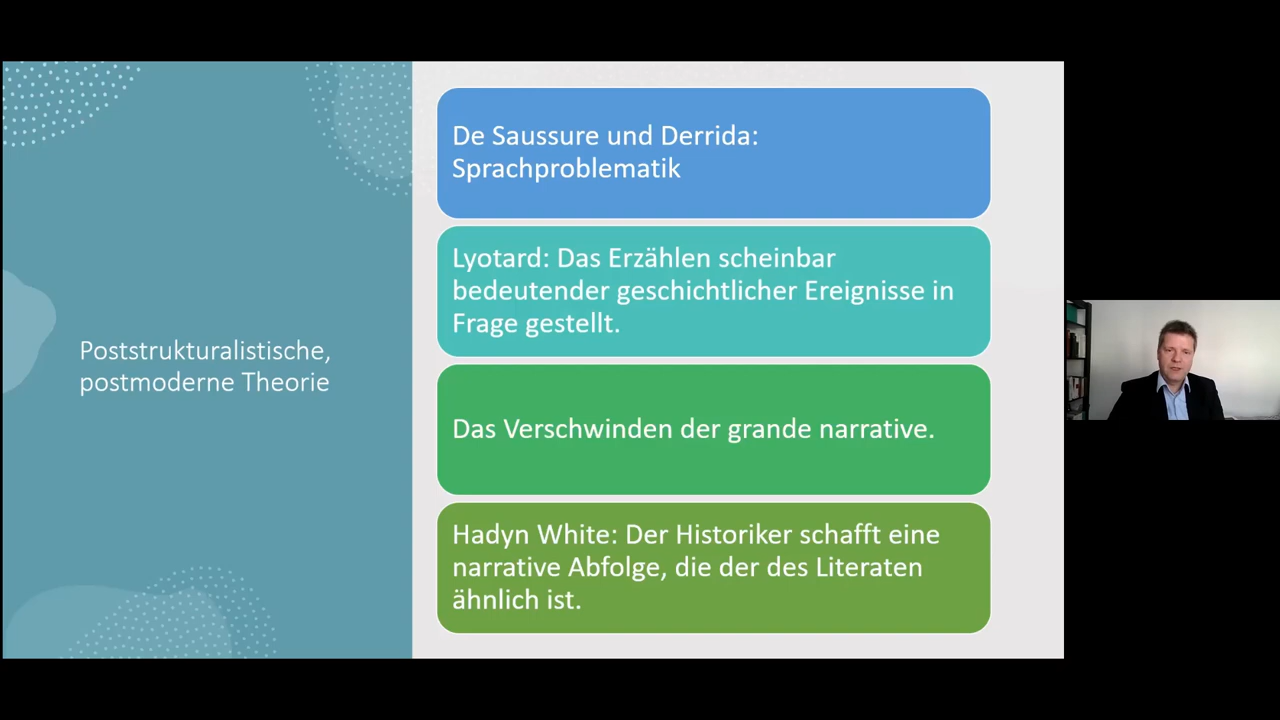 Poststrukturalistische,
postmoderne Theorie
De Saussure und Derrida:
Sprachproblematik
Lyotard: Das Erzählen scheinbar
bedeutender geschichtlicher Ereignisse in
Frage gestellt.
Das Verschwinden der grande narrative.
Hadyn White: Der Historiker schafft eine
narrative Abfolge, die der des Literaten
ähnlich ist.